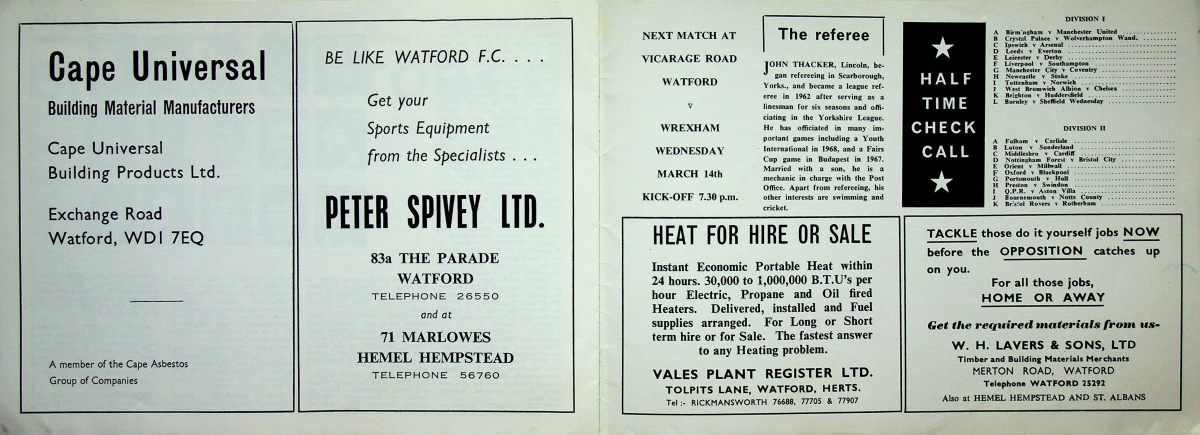 Cape Universal
Building Material Manufacturers
Cape Universal
Building Products Ltd.
Exchange Road
Watford, WD1 7EQ
A member of the Cape Asbestos
Group of Companies
BE LIKE WATFORD F.C. . . . .
Get your
Sports Equipment
from the Specialists . . .
PETER SPIVEY LTD.
83a THE PARADE
WATFORD
TELEPHONE 26550
and at
71 MARLOWES
HEMEL HEMPSTEAD
TELEPHONE 56760
NEXT MATCH AT
VICARAGE ROAD
WATFORD
v
WREXHAM
WEDNESDAY
MARCH 14th
KICK-OFF 7.30 p.m.
The referee
JOHN THACKER, Lincoln, be-
gan refereeing in Scarborough,
Yorks., and became a league ref-
eree in 1962 after serving as a
linesman for six seasons and offi-
ciating in the Yorkshire League.
He has officiated in many im-
portant games including a Youth
International in 1968, and a Fairs
Cup game in Budapest in 1967.
Married with a son, he is a
mechanic in charge with the Post
Office. Apart from refereeing, his
other interests are swimming and
cricket.
HALF
TIME
CHECK
CALL
DIVISION I
A Birmingham v Manchester United
B Crystal Palace v Wolverhampton Wand.
C Ipswich v Arsenal
D Leeds v Everton
E Leicester v Derby
F Liverpool v Southampton
G Manchester City v Coventry
H Newcastle v Stoke
I Tottenham v Norwich
J West Bromwich Albion v Chelsea
K Brighton v Huddersfield
L Burnley v Sheffield Wednesday
DIVISION II
A Fulham v Carlisle
B Luton v Sunderland
C Middlesbro v Cardiff
D Nottingham Forest v Bristol City
E Orient v Millwall
F Oxford v Blackpool
G Portsmouth v Hull
H Preston v Swindon
I Q.P.R. v Aston Villa
J Bournemouth v Notts County
K Bristol Rovers v Rotherham
HEAT FOR HIRE OR SALE
Instant Economic Portable Heat within
24 hours. 30,000 to 1,000,000 B.T.U's per
hour Electric, Propane and Oil fired
Heaters. Delivered, installed and Fuel
supplies arranged. For Long or Short
term hire or for Sale. The fastest answer
to any Heating problem.
VALES PLANT REGISTER LTD.
TOLPITS LANE, WATFORD, HERTS.
Tel :- RICKMANSWORTH 76688, 77705 & 77907
TACKLE those do it yourself jobs NOW
before the OPPOSITION catches up
on you.
For all those jobs,
HOME OR AWAY
Get the required materials from us-
W. H. LAVERS & SONS, LTD
Timber and Building Materials Merchants
MERTON ROAD, WATFORD
Telephone WATFORD 25292
Also at HEMEL HEMPSTEAD AND ST. ALBANS